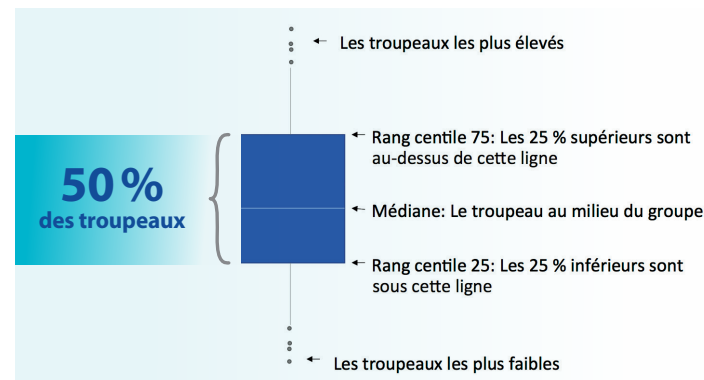 Les troupeaux les plus élevés
Rang centile 75: Les 25 % supérieurs sont
au-dessus de cette ligne
50 %
des troupeaux
Médiane: Le troupeau au milieu du groupe
Rang centile 25: Les 25 % inférieurs sont
sous cette ligne
Les troupeaux les plus faibles